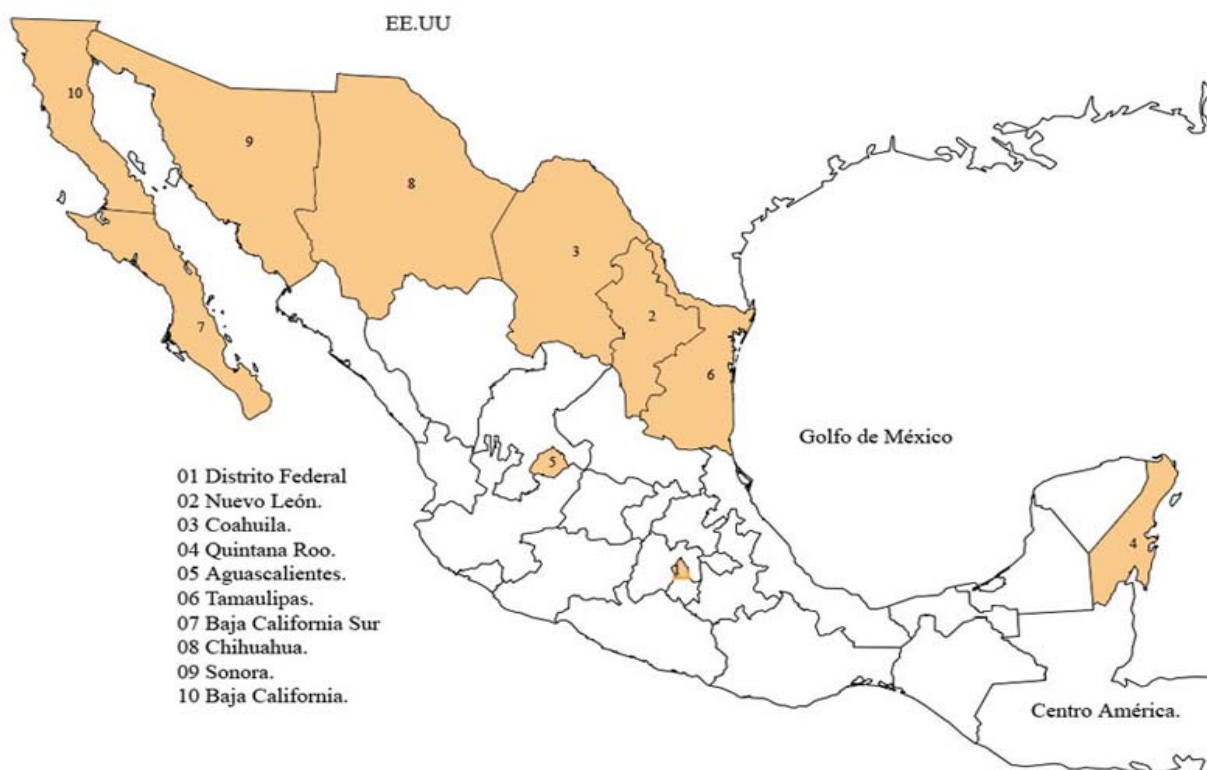 EE.UU
10
9
8
3
2
7
6
Golfo de México
5
4
1
01 Distrito Federal
02 Nuevo León.
03 Coahuila.
04 Quintana Roo.
05 Aguascalientes.
06 Tamaulipas.
07 Baja California Sur
08 Chihuahua.
09 Sonora.
10 Baja California.
Centro América.